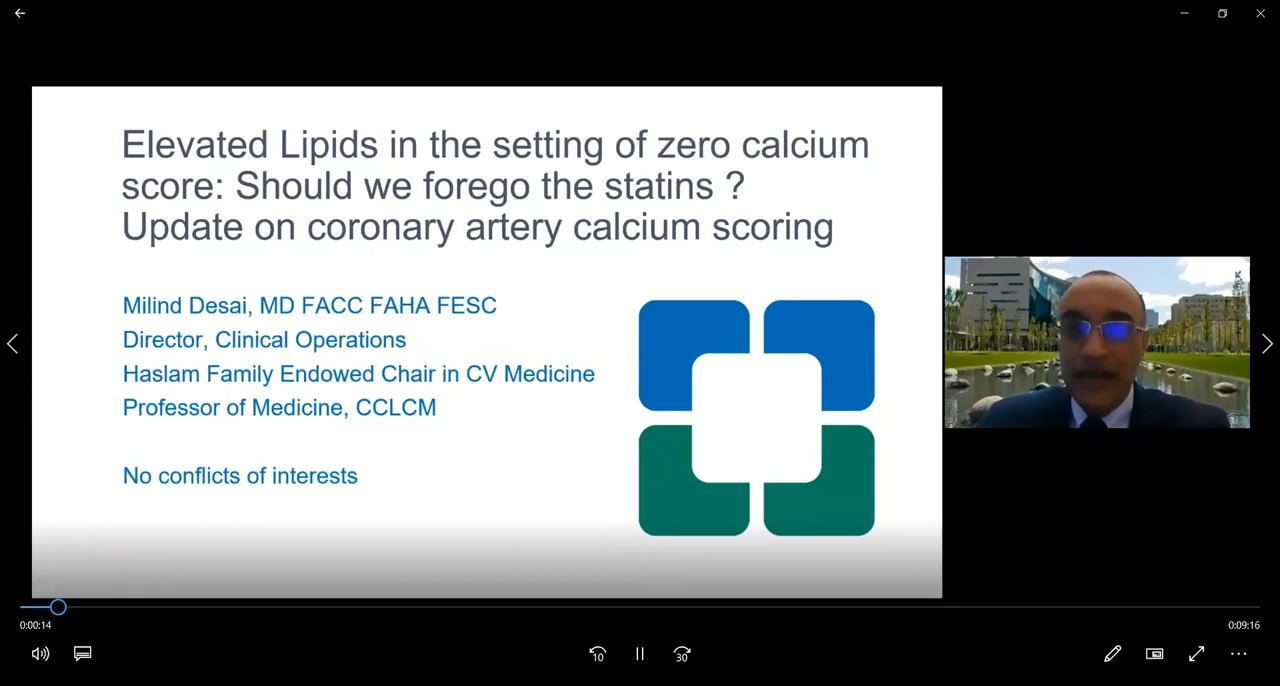 Elevated Lipids in the setting of zero calcium
score: Should we forego the statins ?
Update on coronary artery calcium scoring
Milind Desai, MD FACC FAHA FESC
Director, Clinical Operations
Haslam Family Endowed Chair in CV Medicine
Professor of Medicine, CCLCM
No conflicts of interests
0:00:14
0:09:16
10
30